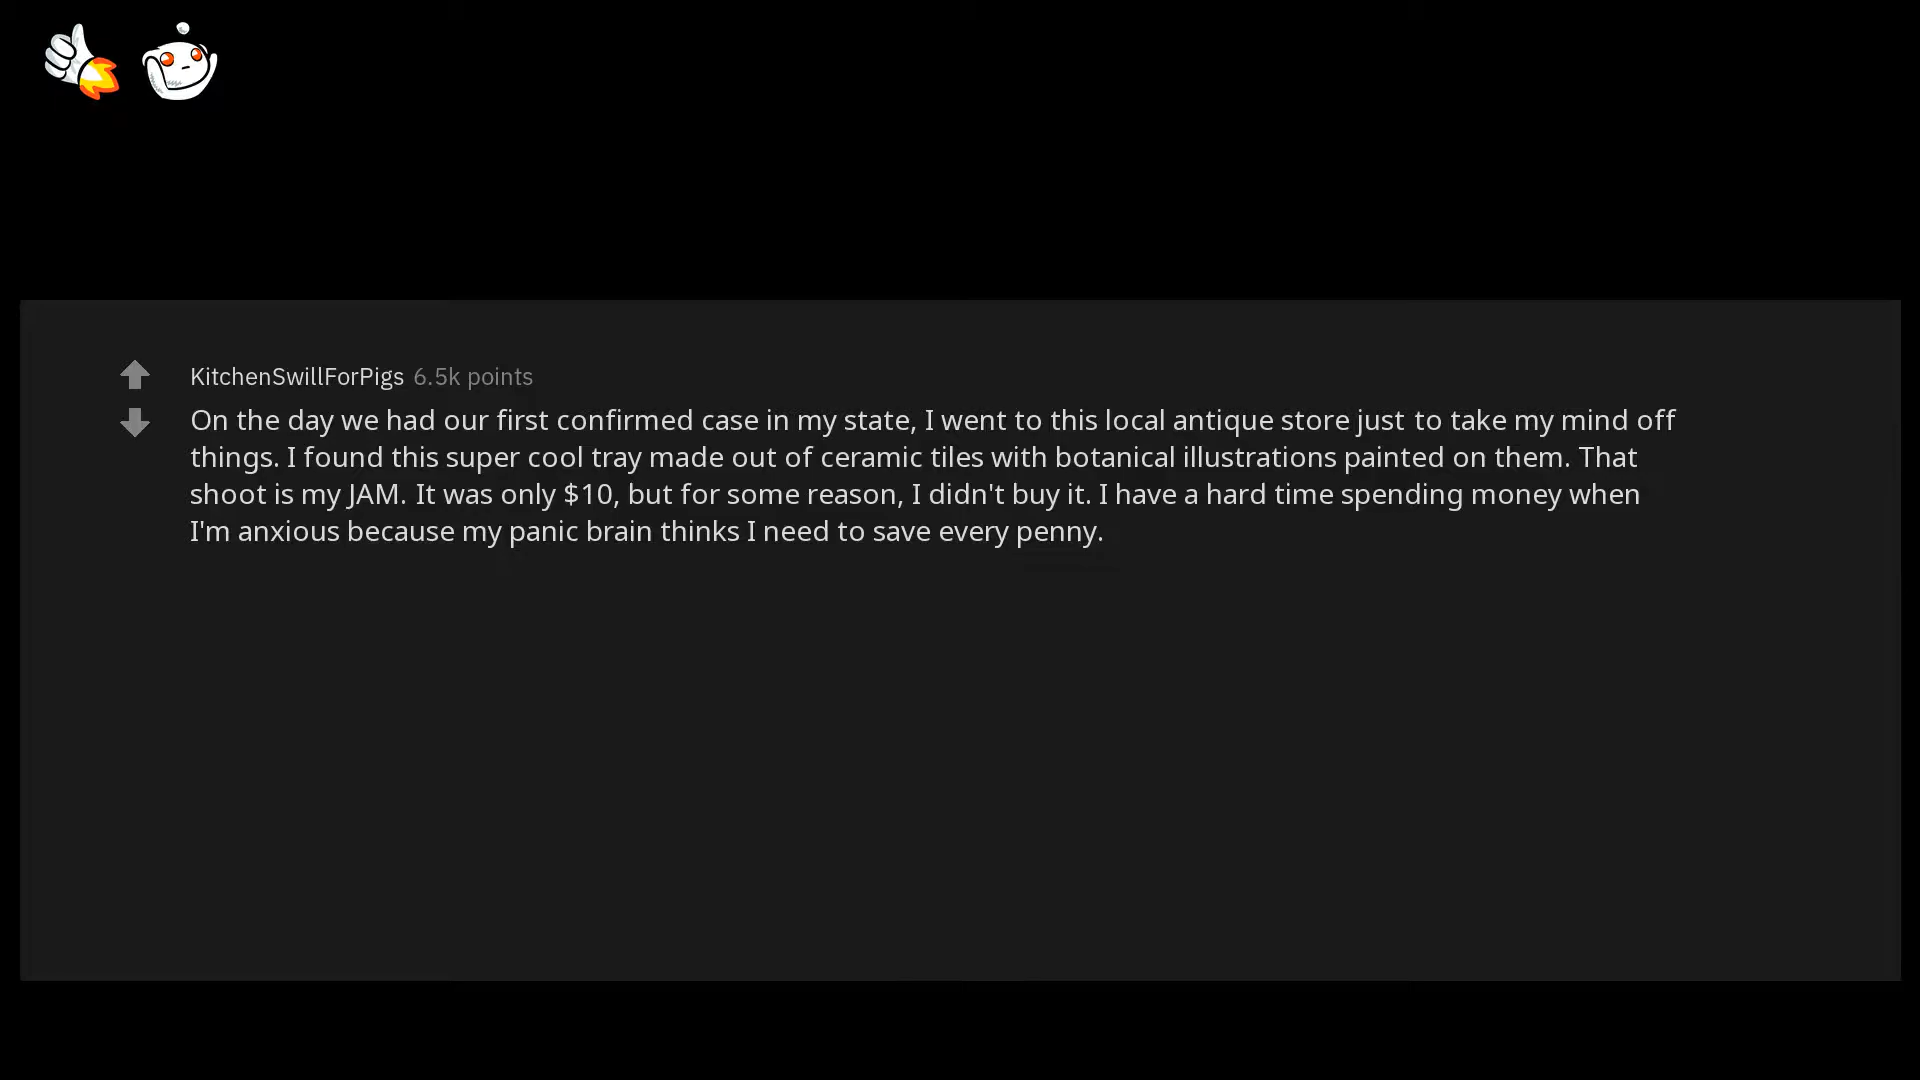 KitchenSwillForPigs 6.5k points
On the day we had our first confirmed case in my state, I went to this local antique store just to take my mind off
things. I found this super cool tray made out of ceramic tiles with botanical illustrations painted on them. That
shoot is my JAM. It was only $10, but for some reason, I didn't buy it. I have a hard time spending money when
I'm anxious because my panic brain thinks I need to save every penny.